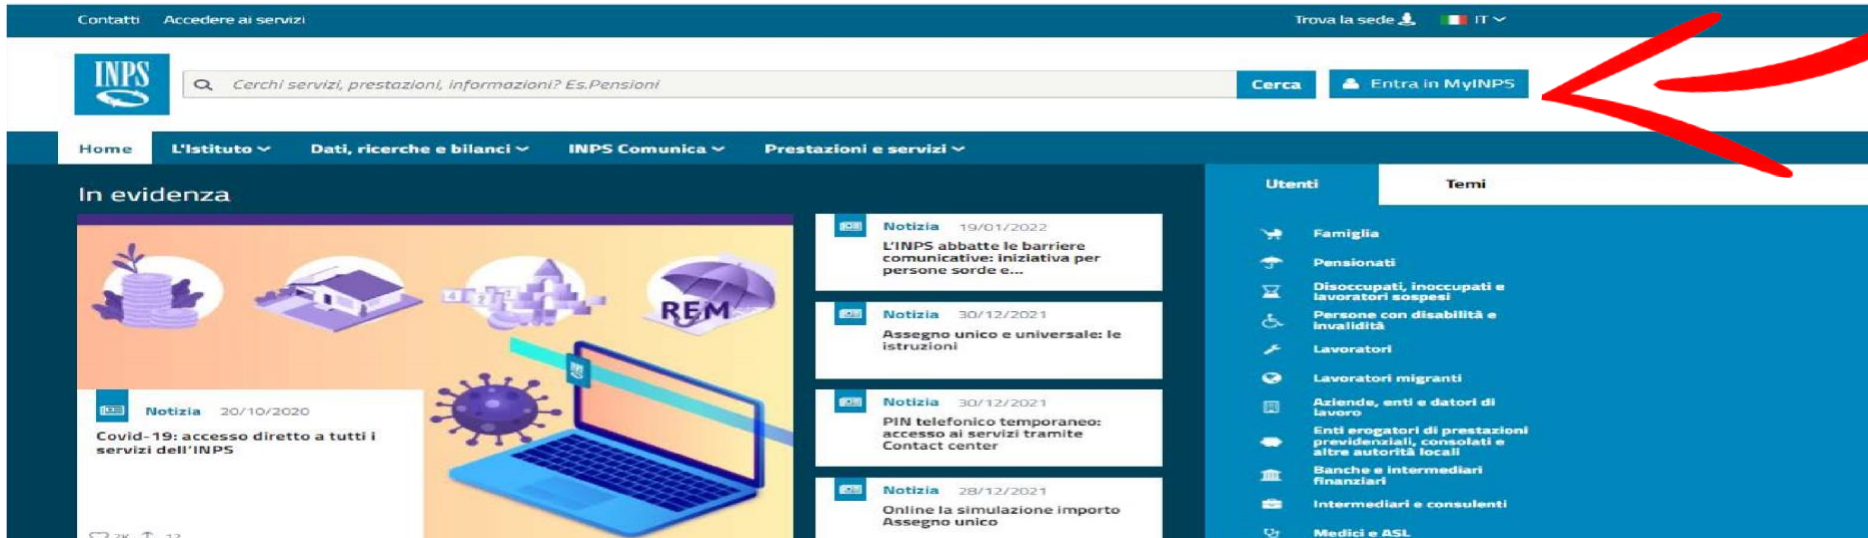 Contatti Accedere ai servizi Trova la sede IT
INPS
Cerchi servizi, prestazioni, informazioni? Es.Pensioni Cerca Entra in MyINPS
Home L'Istituto Dati, ricerche e bilanci INPS Comunica Prestazioni e servizi
In evidenza
REM
INPS
Notizia 20/10/2020
Covid-19: accesso diretto a tutti i
servizi dell'INPS
Notizia 19/01/2022
L'INPS abbatte le barriere
comunicative: iniziativa per
persone sorde e...
Notizia 30/12/2021
Assegno unico e universale: le
istruzioni
Notizia 30/12/2021
PIN telefonico temporaneo:
accesso ai servizi tramite
Contact center
Notizia 28/12/2021
Online la simulazione importo
Assegno unico
Utenti Temi
Famiglia
Pensionati
Disoccupati, inoccupati e
lavoratori sospesi
Persone con disabilità e
invalidità
Lavoratori
Lavoratori migranti
Aziende, enti e datori di
lavoro
Enti erogatori di prestazioni
previdenziali, consolati e
altre autorità locali
Banche e intermediari
finanziari
Intermediari e consulenti
Medici e ASL